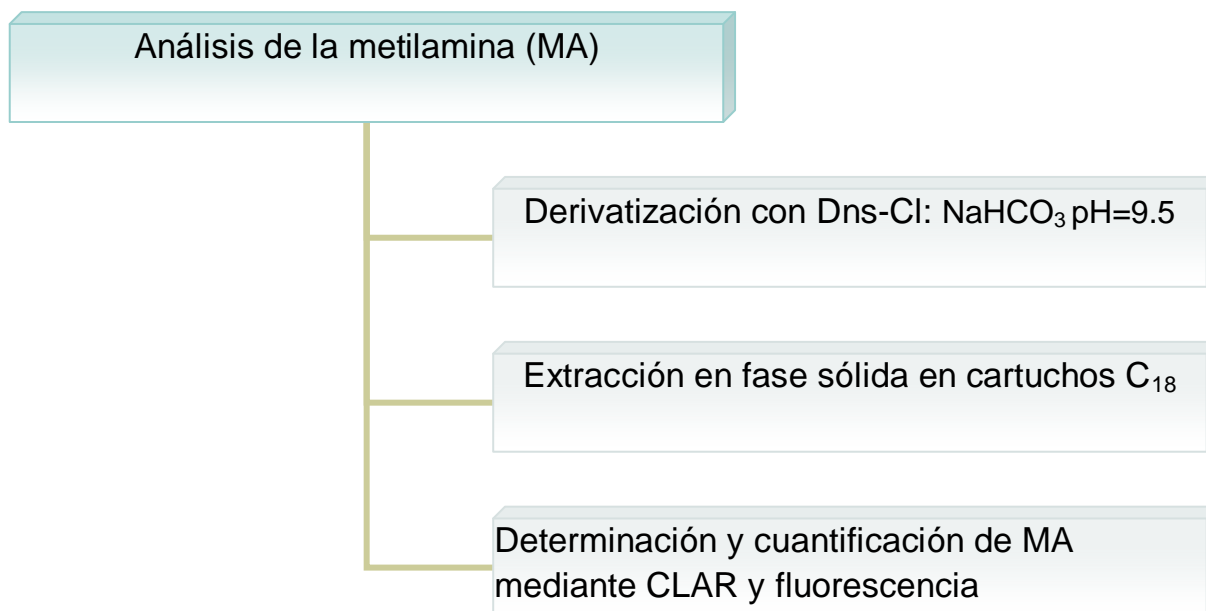 Análisis de la metilamina (MA)
Derivatización con Dns-Cl: NaHCO₃ pH=9.5
Extracción en fase sólida en cartuchos C₁₈
Determinación y cuantificación de MA
mediante CLAR y fluorescencia